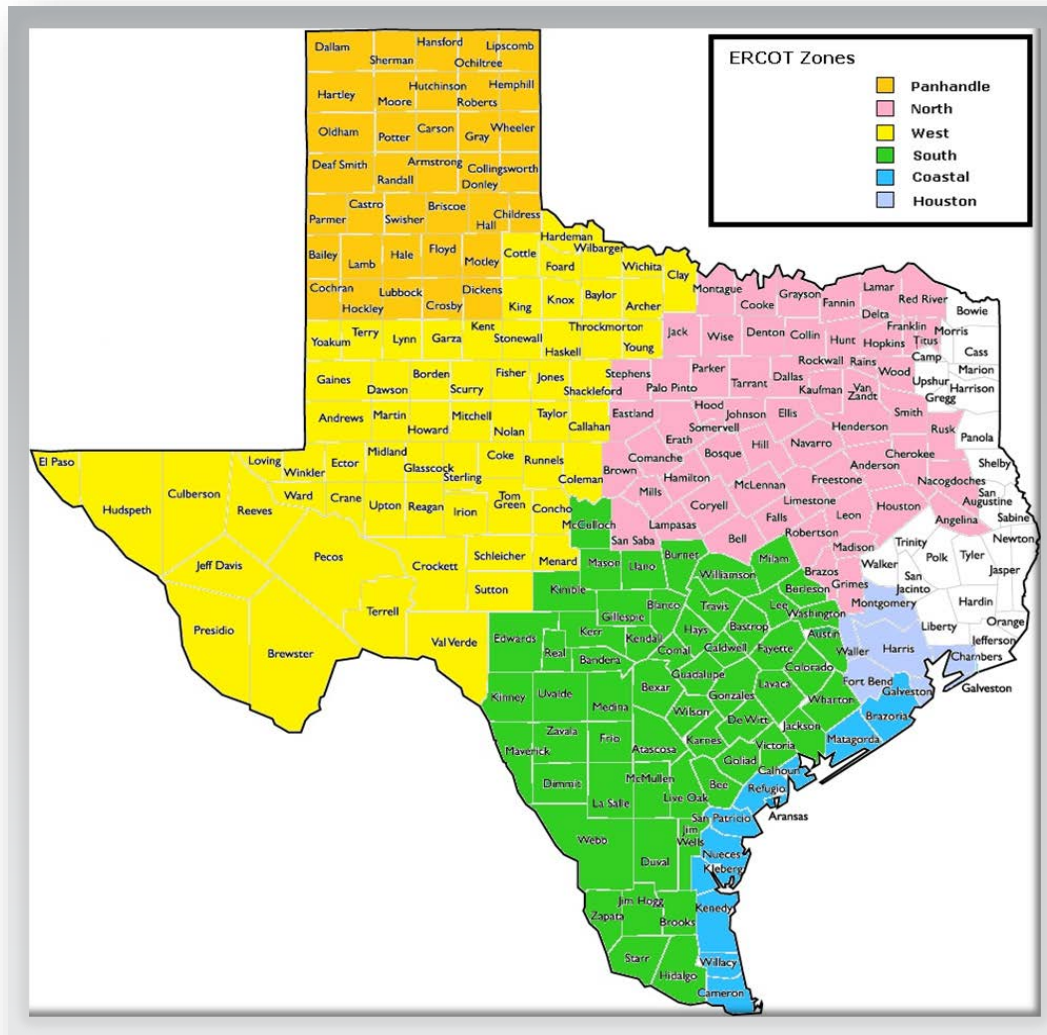 ERCOT Zones
Panhandle
North
West
South
Coastal
Houston
Dallam
Sherman
Hansford
Ochiltree
Lipscomb
Hartley
Moore
Hutchinson
Roberts
Hemphill
Oldham
Potter
Carson
Gray
Wheeler
Deaf Smith
Randall
Armstrong
Donley
Collingsworth
Parmer
Castro
Swisher
Briscoe
Hall
Childress
Bailey
Lamb
Hale
Floyd
Motley
Cottle
Hardeman
Foard
Wilbarger
Wichita
Clay
Montague
Cooke
Grayson
Fannin
Lamar
Red River
Delta
Bowie
Cochran
Hockley
Lubbock
Crosby
Dickens
King
Knox
Baylor
Archer
Jack
Wise
Denton
Collin
Hunt
Hopkins
Franklin
Titus
Morris
Cass
Camp
Marion
Yoakum
Terry
Lynn
Garza
Kent
Stonewall
Haskell
Throckmorton
Young
Stephens
Palo Pinto
Parker
Tarrant
Dallas
Rockwall
Kaufman
Rains
Van
Zandt
Wood
Upshur
Gregg
Harrison
Gaines
Dawson
Borden
Scurry
Fisher
Jones
Shackleford
Andrews
Martin
Howard
Mitchell
Nolan
Taylor
Callahan
Eastland
Erath
Hood
Somervell
Johnson
Ellis
Henderson
Smith
Rusk
Panola
El Paso
Hudspeth
Culberson
Loving
Winkler
Ector
Midland
Glasscock
Sterling
Coke
Runnels
Coleman
Brown
Comanche
Hamilton
Bosque
Hill
Navarro
Freestone
Anderson
Cherokee
Nacogdoches
Shelby
San
Augustine
Sabine
Reeves
Ward
Crane
Upton
Reagan
Irion
Tom
Green
Concho
McCulloch
Mills
San Saba
Lampasas
Coryell
McLennan
Limestone
Falls
Bell
Robertson
Leon
Houston
Angelina
Madison
Trinity
Polk
Tyler
Newton
Jasper
Jeff Davis
Pecos
Crockett
Schleicher
Menard
Sutton
Mason
Llano
Burnet
Williamson
Milam
Brazos
Burleson
Grimes
Walker
San
Jacinto
Hardin
Orange
Presidio
Brewster
Terrell
Val Verde
Kimble
Gillespie
Blanco
Travis
Lee
Washington
Montgomery
Liberty
Jefferson
Chambers
Edwards
Real
Kerr
Kendall
Bandera
Hays
Comal
Caldwell
Bastrop
Fayette
Austin
Waller
Harris
Fort Bend
Galveston
Galveston
Kinney
Uvalde
Medina
Bexar
Guadalupe
Gonzales
Lavaca
Colorado
Wharton
Brazoria
Matagorda
Maverick
Zavala
Frio
Atascosa
Wilson
Karnes
De Witt
Jackson
Victoria
Goliad
Calhoun
Dimmit
La Salle
McMullen
Live Oak
Bee
Refugio
Aransas
San Patricio
Webb
Duval
Jim
Wells
Nueces
Kleberg
Zapata
Jim Hogg
Brooks
Kenedy
Starr
Hidalgo
Willacy
Cameron